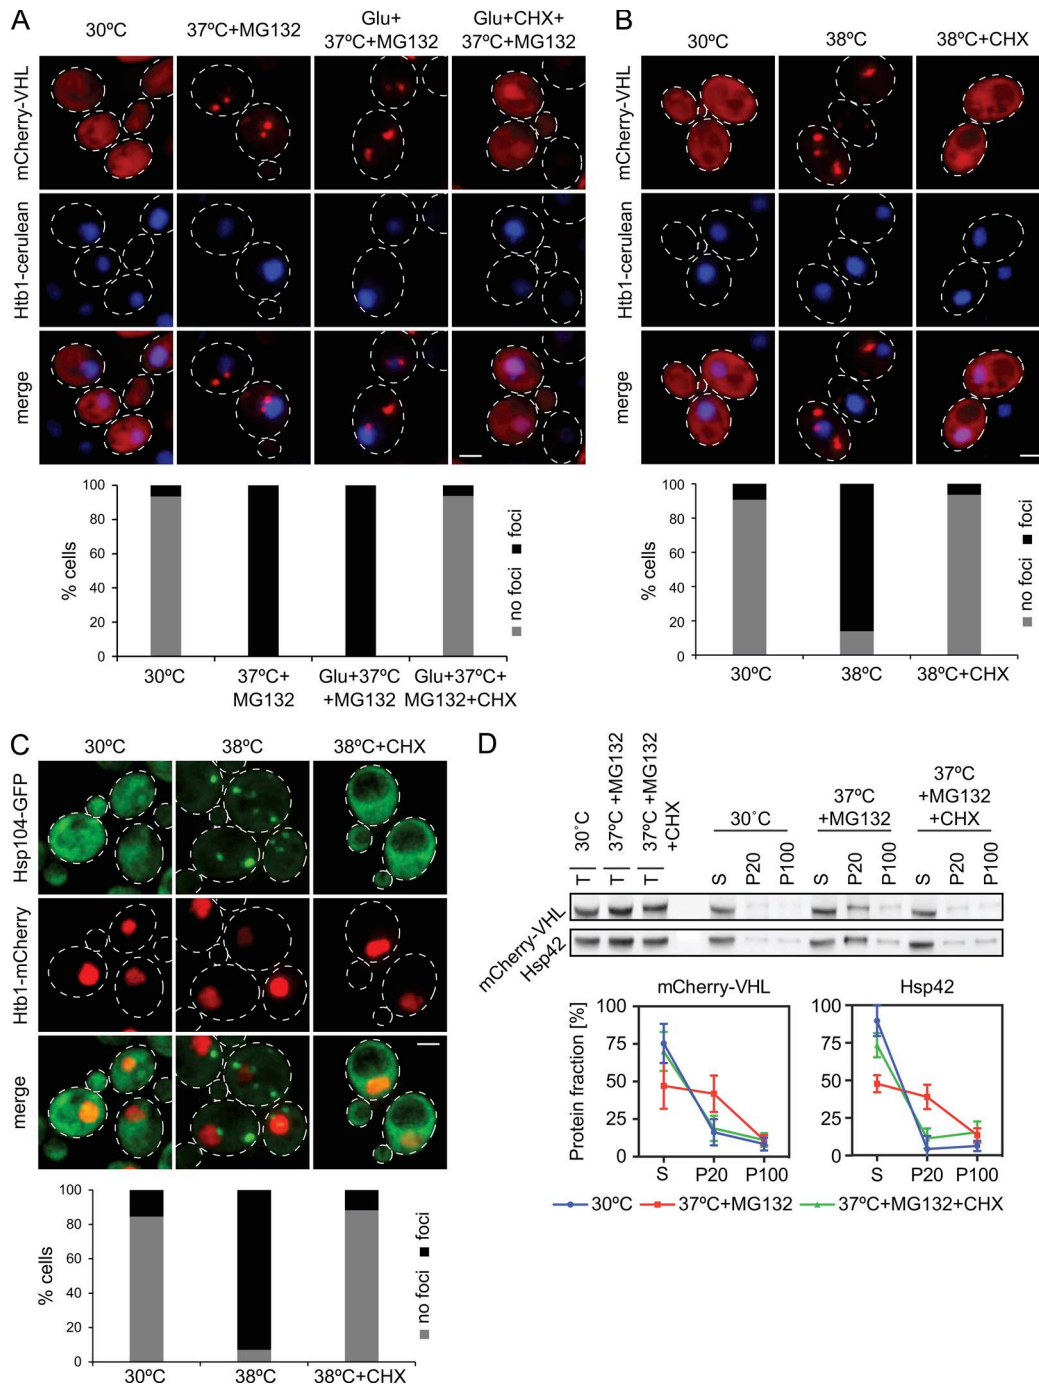 A
30ºC
37ºC+MG132
Glu+
37ºC+MG132
Glu+CHX+
37ºC+MG132
mCherry-VHL
Htb1-cerulean
merge
% cells
100
80
60
40
20
0
30ºC
37ºC+
MG132
Glu+37ºC
+MG132
Glu+37ºC+
MG132+CHX
no foci
foci
B
30ºC
38ºC
38ºC+CHX
mCherry-VHL
Htb1-cerulean
merge
% cells
100
80
60
40
20
0
30ºC
38ºC
38ºC+CHX
no foci
foci
C
30ºC
38ºC
38ºC+CHX
Hsp104-GFP
Htb1-mCherry
merge
% cells
100
80
60
40
20
0
30ºC
38ºC
38ºC+CHX
no foci
foci
D
30˚C
37ºC +MG132
37ºC +MG132
+CHX
30˚C
37ºC
+MG132
37ºC
+MG132
+CHX
T
T
T
S
P20
P100
S
P20
P100
S
P20
P100
mCherry-VHL
Hsp42
mCherry-VHL
Hsp42
Protein fraction [%]
75
50
25
0
S
P20
P100
100
75
50
25
0
S
P20
P100
30ºC
37ºC+MG132
37ºC+MG132+CHX